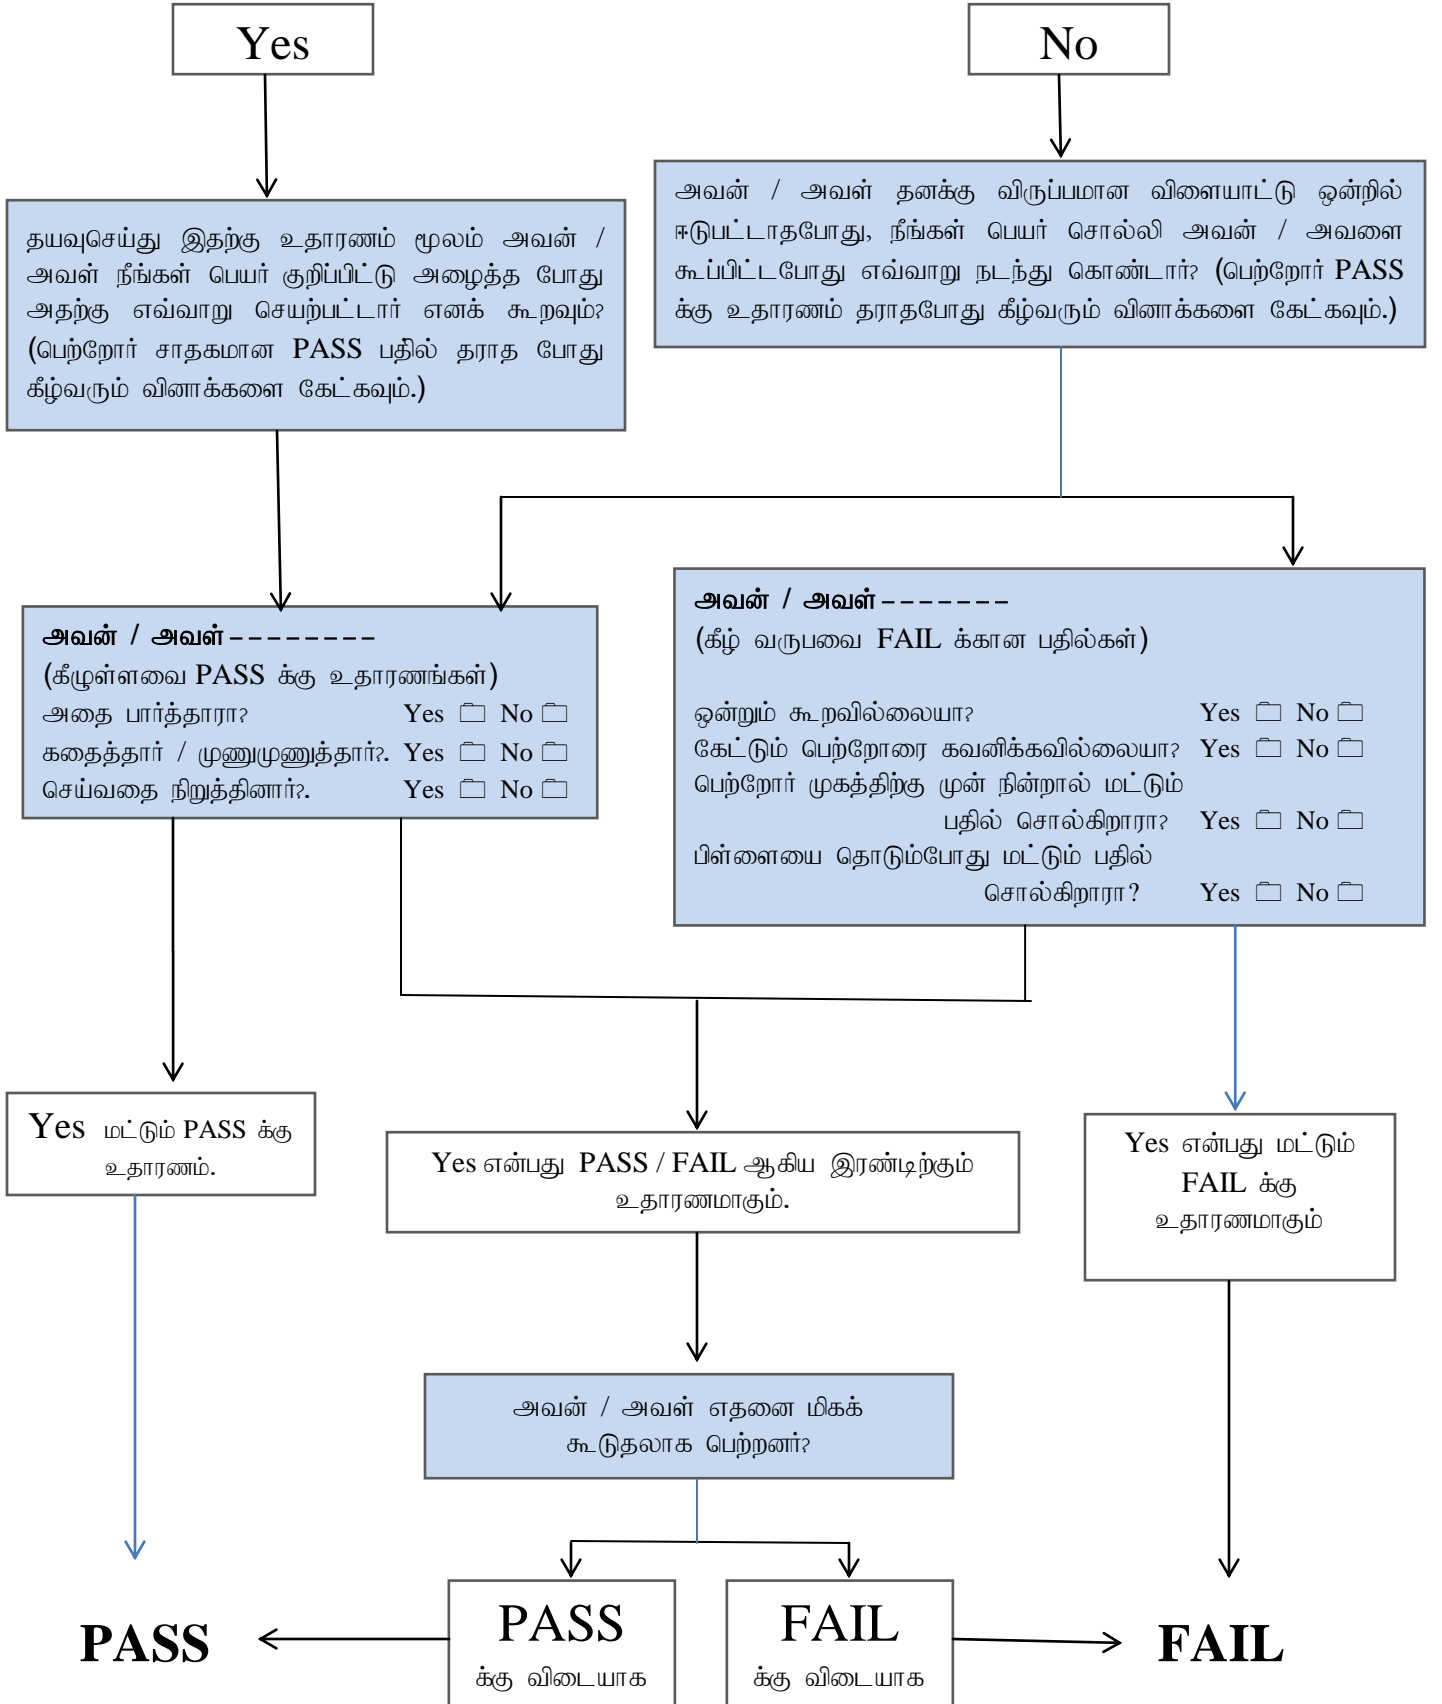 Yes
No
தயவுசெய்து இதற்கு உதாரணம் மூலம் அவன் /
அவள் நீங்கள் பெயர் குறிப்பிட்டு அழைத்த போது
அதற்கு எவ்வாறு செயற்பட்டார் எனக் கூறவும்?
(பெற்றோர் சாதகமான PASS பதில் தராத போது
கீழ்வரும் வினாக்களை கேட்கவும்.)
அவன் / அவள் தனக்கு விருப்பமான விளையாட்டு ஒன்றில்
ஈடுபட்டாதபோது, நீங்கள் பெயர் சொல்லி அவன் / அவளை
கூப்பிட்டபோது எவ்வாறு நடந்து கொண்டார்? (பெற்றோர் PASS
க்கு உதாரணம் தராதபோது கீழ்வரும் வினாக்களை கேட்கவும்.)
அவன் / அவள் – – – – – – – –
(கீழுள்ளவை PASS க்கு உதாரணங்கள்)
அதை பார்த்தாரா? Yes □ No □
கதைத்தார் / முணுமுணுத்தார்?. Yes □ No □
செய்வதை நிறுத்தினார்?. Yes □ No □
அவன் / அவள் – – – – – – –
(கீழ் வருபவை FAIL க்கான பதில்கள்)
ஒன்றும் கூறவில்லையா? Yes □ No □
கேட்டும் பெற்றோரை கவனிக்கவில்லையா? Yes □ No □
பெற்றோர் முகத்திற்கு முன் நின்றால் மட்டும்
பதில் சொல்கிறாரா? Yes □ No □
பிள்ளையை தொடும்போது மட்டும் பதில்
சொல்கிறாரா? Yes □ No □
Yes மட்டும் PASS க்கு
உதாரணம்.
Yes என்பது PASS / FAIL ஆகிய இரண்டிற்கும்
உதாரணமாகும்.
Yes என்பது மட்டும்
FAIL க்கு
உதாரணமாகும்
அவன் / அவள் எதனை மிகக்
கூடுதலாக பெற்றனர்?
PASS
PASS
க்கு விடையாக
FAIL
க்கு விடையாக
FAIL